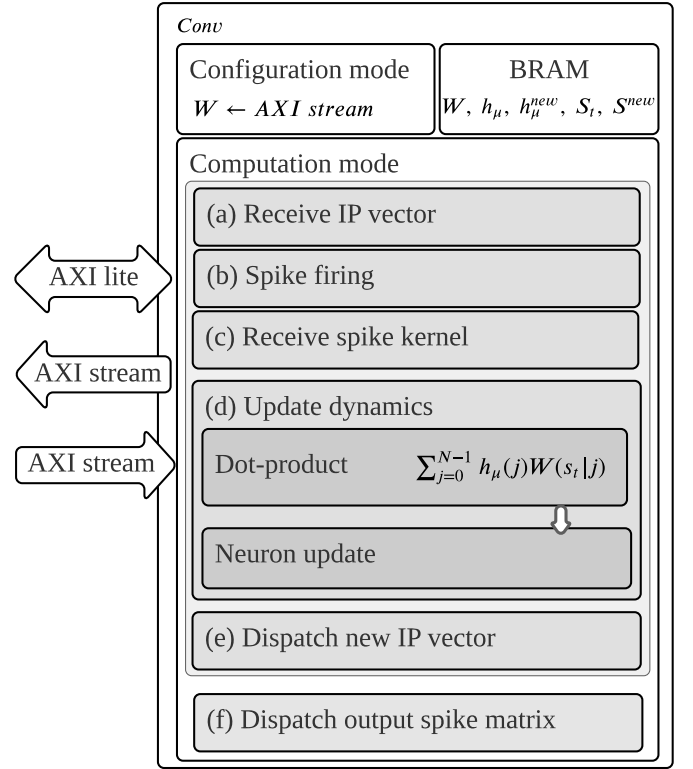 Conv
Configuration mode
W ← AXI stream
BRAM
W, h_μ, h_μ^{new}, S_t, S^{new}
Computation mode
(a) Receive IP vector
(b) Spike firing
(c) Receive spike kernel
(d) Update dynamics
Dot-product ∑_{j=0}^{N−1} h_μ(j)W(s_t|j)
Neuron update
(e) Dispatch new IP vector
(f) Dispatch output spike matrix
AXI lite
AXI stream
AXI stream